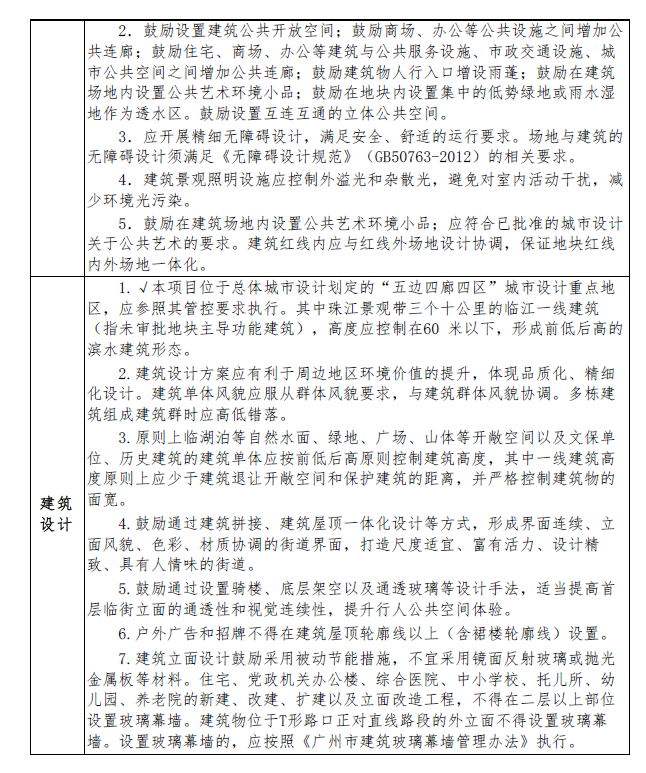 2. 鼓励设置建筑公共开放空间；鼓励商场、办公等公共设施之间增加公
共连廊；鼓励住宅、商场、办公等建筑与公共服务设施、市政交通设施、城
市公共空间之间增加公共连廊；鼓励建筑物人行入口增设雨蓬；鼓励在建筑
场地内设置公共艺术环境小品；鼓励在地块内设置集中的低势绿地或雨水湿
地作为透水区。鼓励设置互连互通的立体公共空间。
3. 应开展精细无障碍设计，满足安全、舒适的运行要求。场地与建筑的
无障碍设计须满足《无障碍设计规范》（GB50763-2012）的相关要求。
4. 建筑景观照明设施应控制外溢光和杂散光，避免对室内活动干扰，减
少环境光污染。
5. 鼓励在建筑场地内设置公共艺术环境小品；应符合已批准的城市设计
关于公共艺术的要求。建筑红线内应与红线外场地设计协调，保证地块红线
内外场地一体化。
建筑
设计
1. √本项目位于总体城市设计划定的“五边四廊四区”城市设计重点地
区，应参照其管控要求执行。其中珠江景观带三个十公里的临江一线建筑
（指未审批地块主导功能建筑），高度应控制在60 米以下，形成前低后高的
滨水建筑形态。
2.建筑设计方案应有利于周边地区环境价值的提升，体现品质化、精细
化设计。建筑单体风貌应服从群体风貌要求，与建筑群体风貌协调。多栋建
筑组成建筑群时应高低错落。
3.原则上临湖泊等自然水面、绿地、广场、山体等开敞空间以及文保单
位、历史建筑的建筑单体应按前低后高原则控制建筑高度，其中一线建筑高
度原则上应少于建筑退让开敞空间和保护建筑的距离，并严格控制建筑物的
面宽。
4.鼓励通过建筑拼接、建筑屋顶一体化设计等方式，形成界面连续、立
面风貌、色彩、材质协调的街道界面，打造尺度适宜、富有活力、设计精
致、具有人情味的街道。
5.鼓励通过设置骑楼、底层架空以及通透玻璃等设计手法，适当提高首
层临街立面的通透性和视觉连续性，提升行人公共空间体验。
6.户外广告和招牌不得在建筑屋顶轮廓线以上（含裙楼轮廓线）设置。
7.建筑立面设计鼓励采用被动节能措施，不宜采用镜面反射玻璃或抛光
金属板等材料。住宅、党政机关办公楼、综合医院、中小学校、托儿所、幼
儿园、养老院的新建、改建、扩建以及立面改造工程，不得在二层以上部位
设置玻璃幕墙。建筑物位于T形路口正对直线路段的外立面不得设置玻璃幕
墙。设置玻璃幕墙的，应按照《广州市建筑玻璃幕墙管理办法》执行。